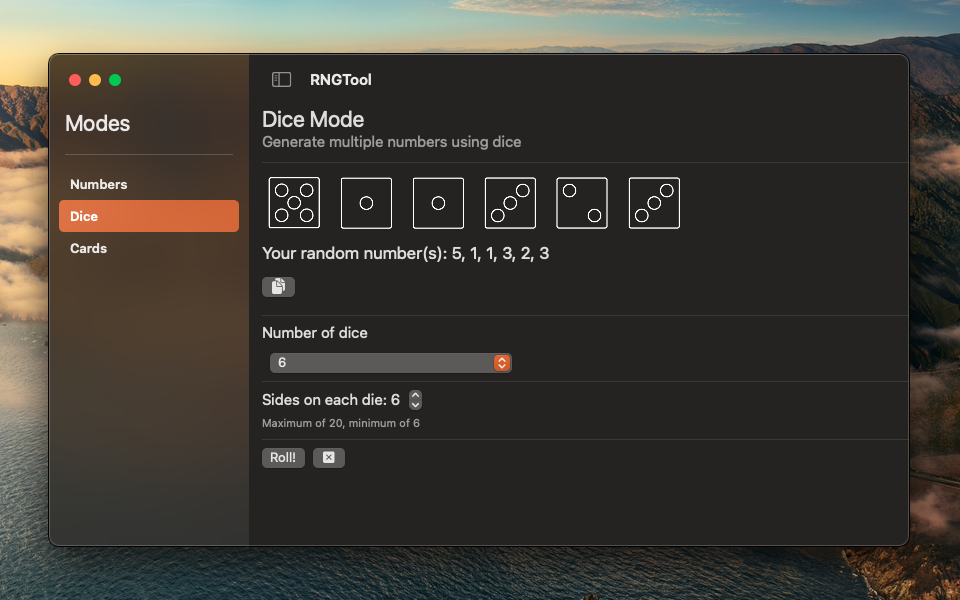 RNGTool
Modes
Numbers
Dice
Cards
Dice Mode
Generate multiple numbers using dice
Your random number(s): 5, 1, 1, 3, 2, 3
Number of dice
6
Sides on each die: 6
Maximum of 20, minimum of 6
Roll!